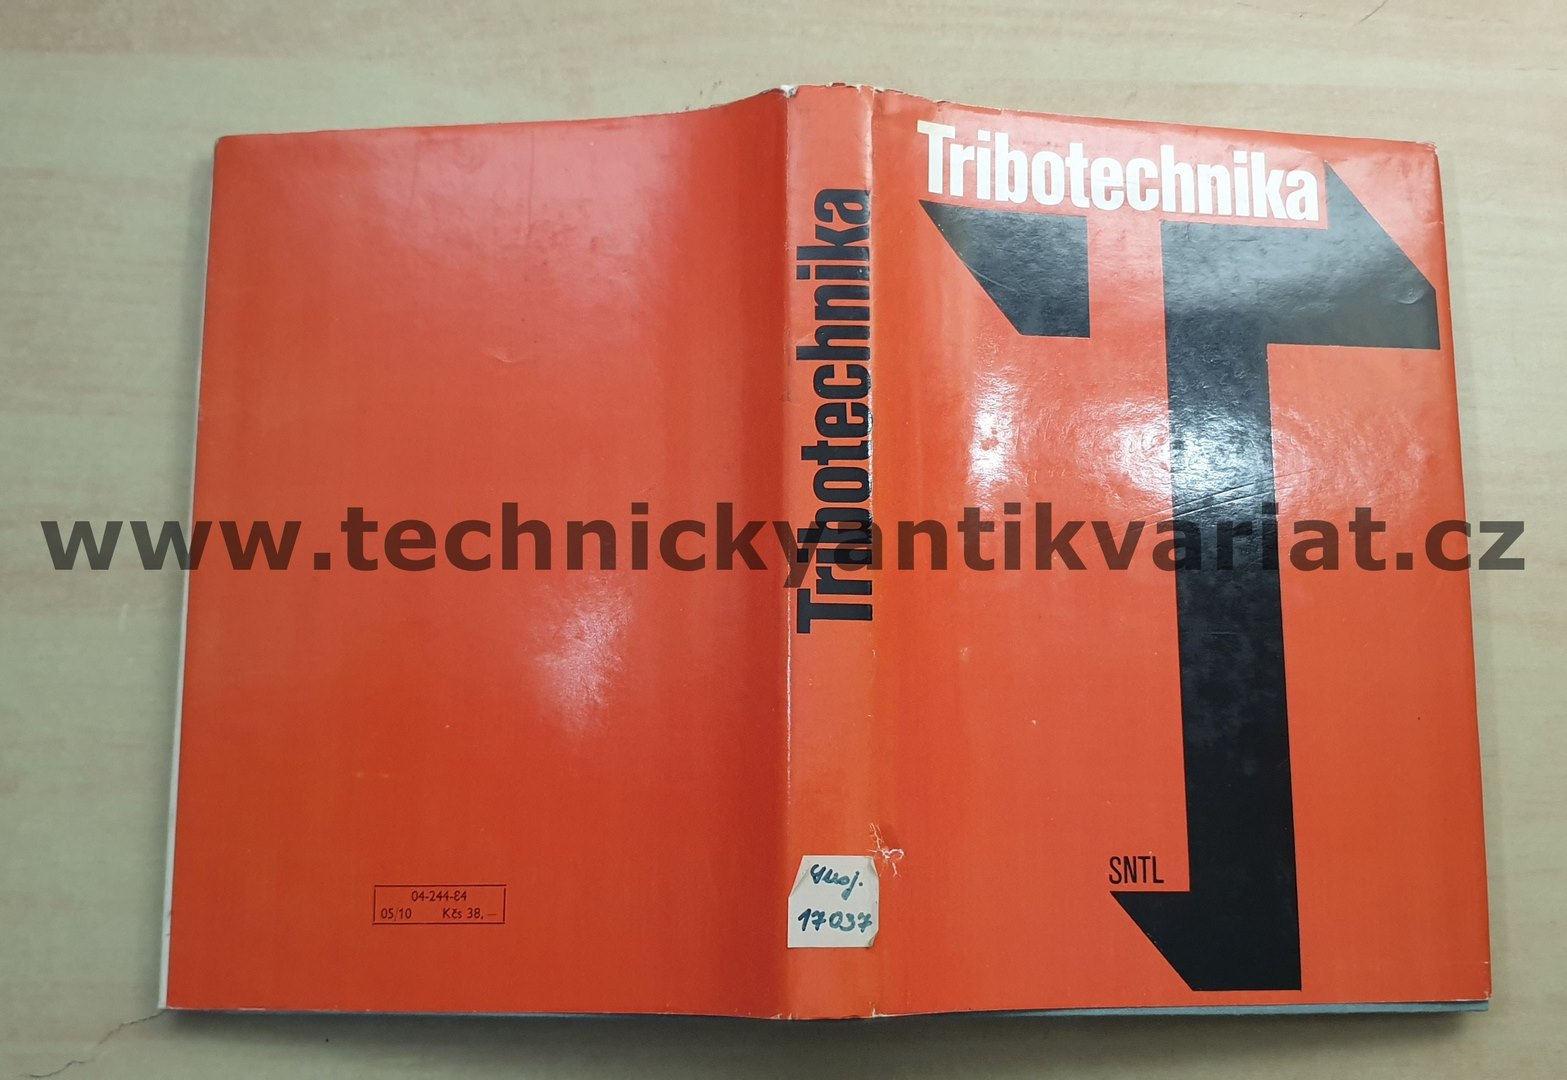 Tribotechnika
Tribotechnika
SNTL
17037
04-244-84
05/10 Kčs 38,—
www.technickyantikvariat.cz